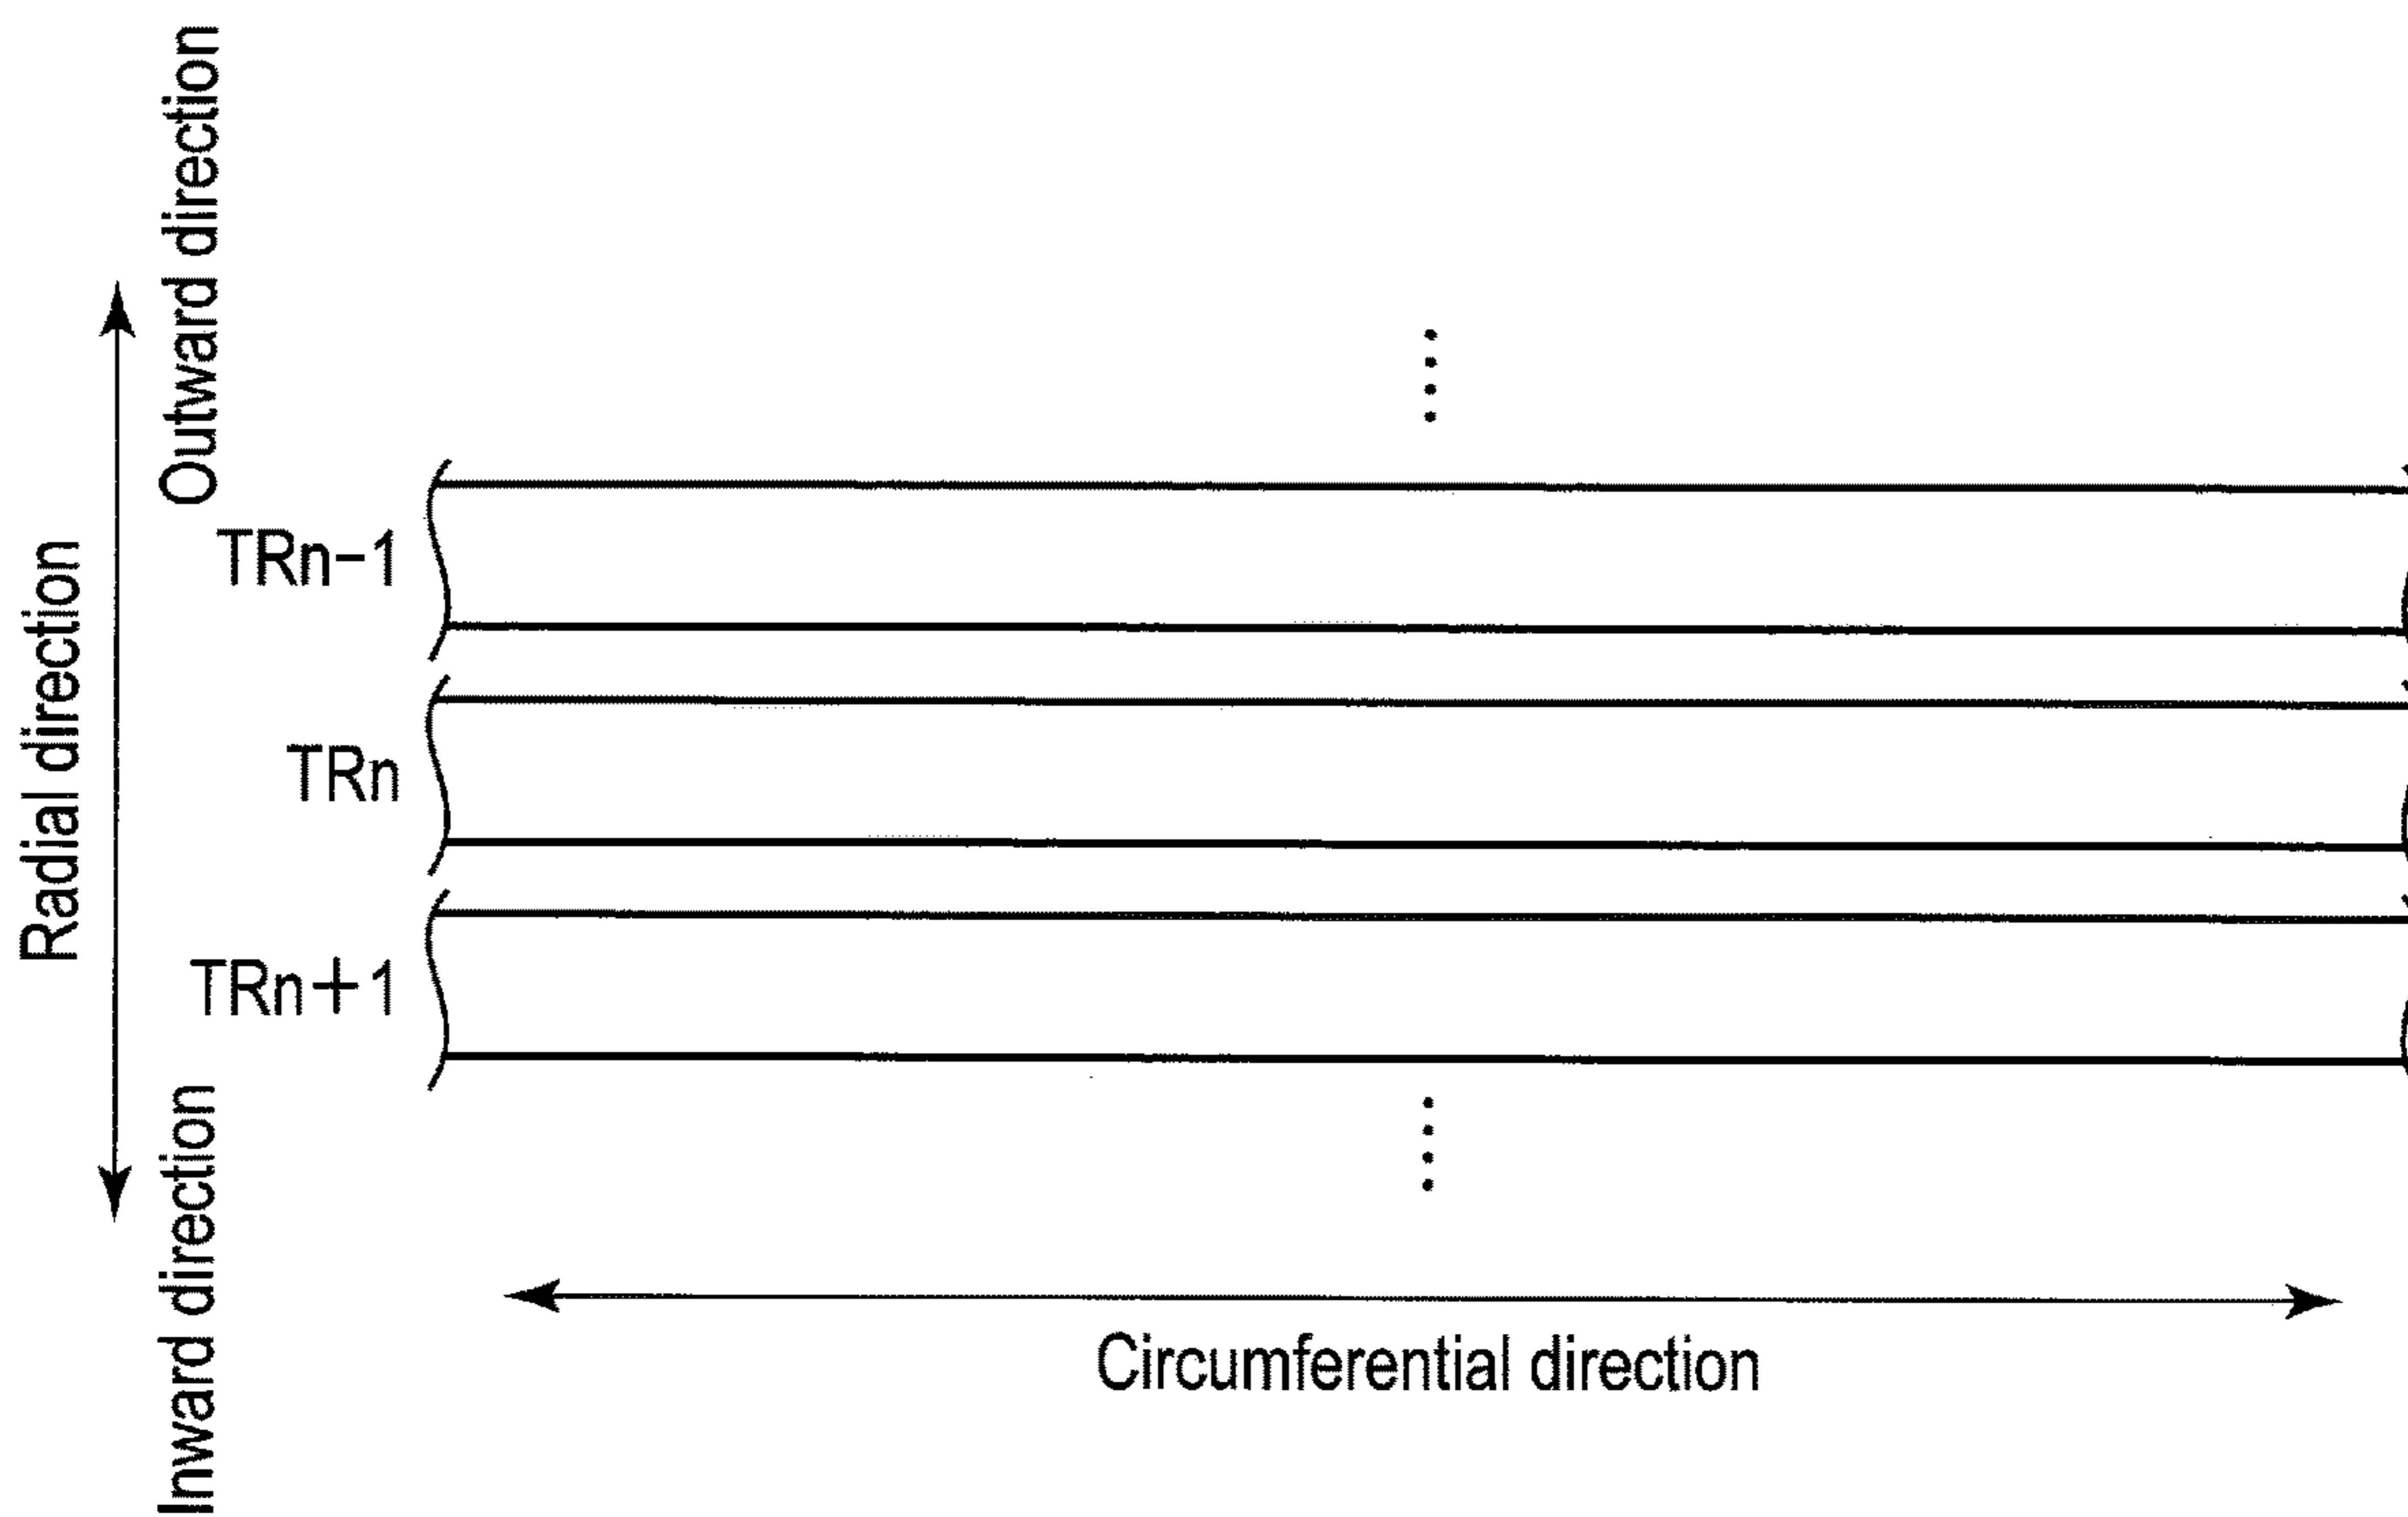 Outward direction
Radial direction
Inward direction
TRn-1
TRn
TRn+1
Circumferential direction